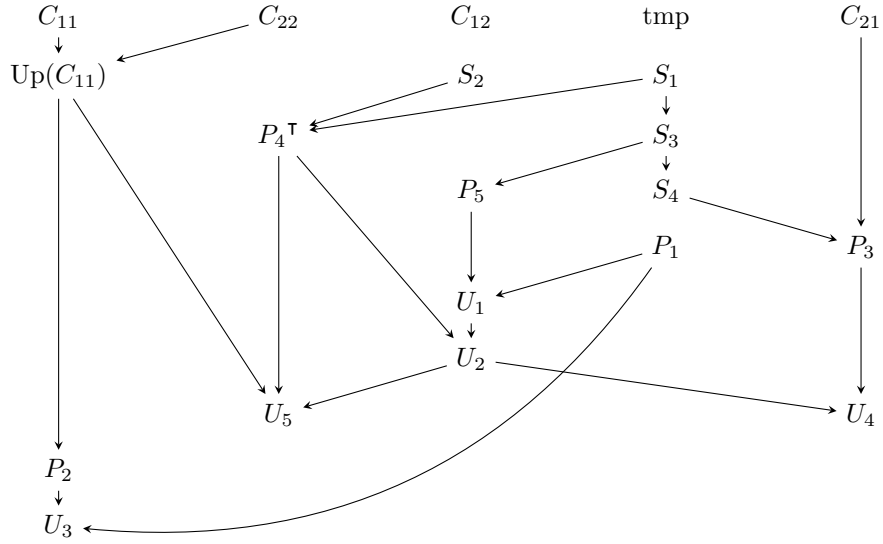 C₁₁ C₂₂ C₁₂ tmp C₂₁
Up(C₁₁) S₂ S₁
P₄ᵀ S₃
P₅ S₄
P₁ P₃
U₁
U₂
U₅ U₄
P₂
U₃